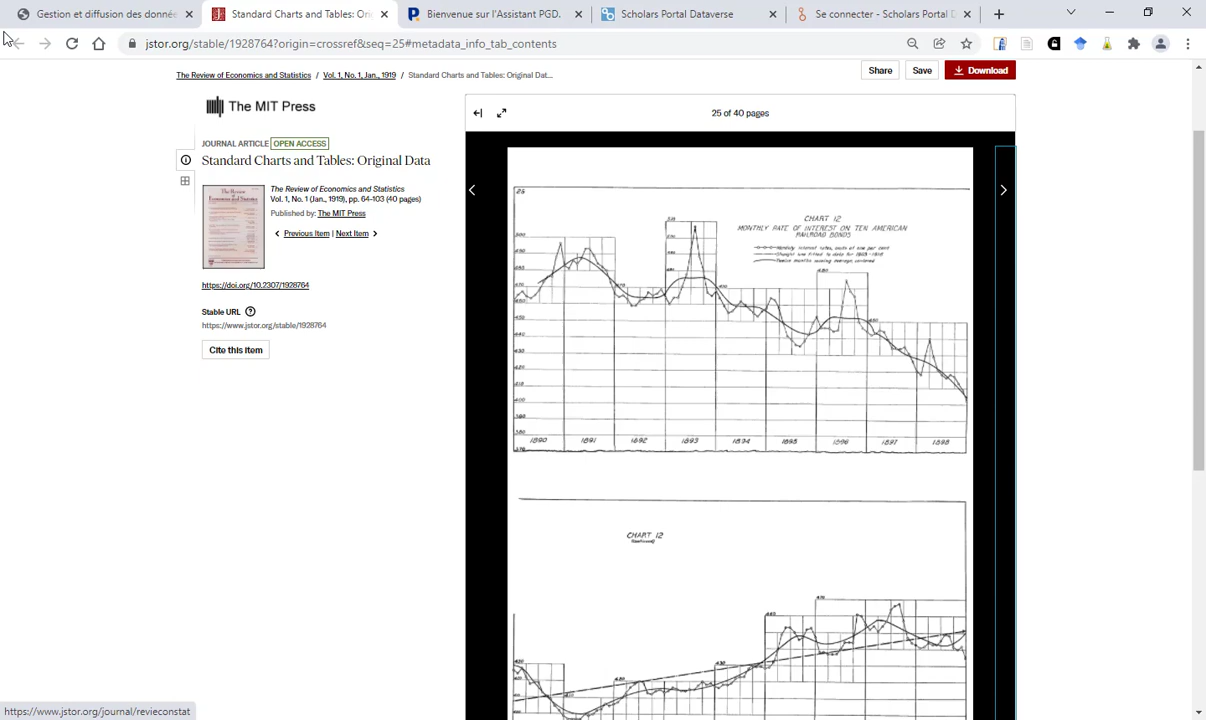 Gestion et diffusion des donnée
Standard Charts and Tables: Ori
Bienvenue sur l'Assistant PGD.
Scholars Portal Dataverse
Se connecter - Scholars Portal D
jstor.org/stable/1928764?origin=crossref&seq=25#metadata_info_tab_contents
The Review of Economics and Statistics / Vol. 1, No. 1, Jan., 1919 / Standard Charts and Tables: Original Dat...
Share
Save
Download
The MIT Press
25 of 40 pages
JOURNAL ARTICLE OPEN ACCESS
Standard Charts and Tables: Original Data
The Review of Economics and Statistics
Vol. 1, No. 1 (Jan., 1919), pp. 64-103 (40 pages)
Published by: The MIT Press
Previous Item | Next Item
https://doi.org/10.2307/1928764
Stable URL
https://www.jstor.org/stable/1928764
Cite this item
CHART 12
MONTHLY RATE OF INTEREST ON TEN AMERICAN
RAILROAD BONDS
1890 1891 1892 1893 1894 1895 1896 1897 1898
CHART 12
(Continued)
https://www.jstor.org/journal/revieconstat